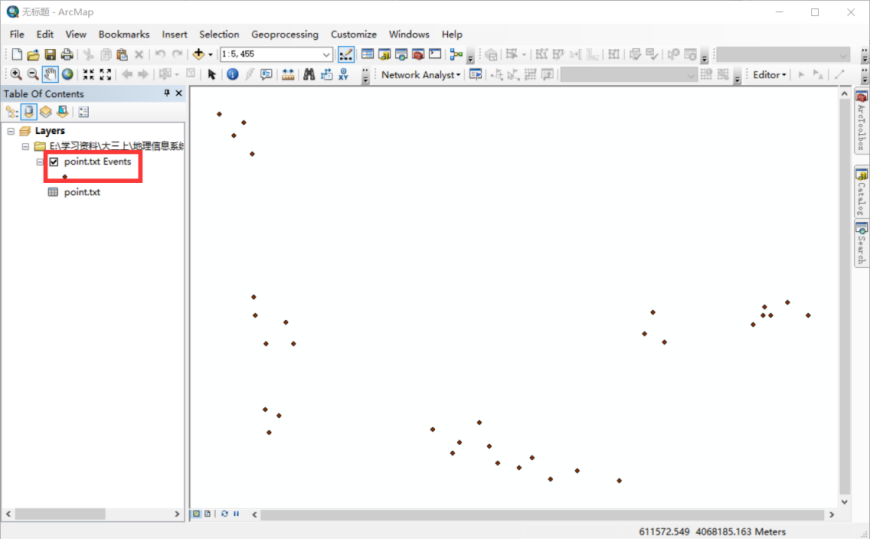 无标题 - ArcMap
File Edit View Bookmarks Insert Selection Geoprocessing Customize Windows Help
1:5,455
Network Analyst
Editor
Table Of Contents
Layers
E:\学习资料\大三上\地理信息系统
point.txt Events
point.txt
ArcToolbox
Catalog
Search
611572.549 4068185.163 Meters